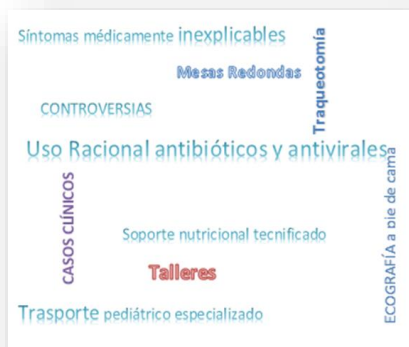 Síntomas médicamente inexplicables
Mesas Redondas
Traqueotomía
CONTROVERSIAS
Uso Racional antibióticos y antivirales
CASOS CLÍNICOS
ECOGRAFÍA a pie de cama
Soporte nutricional tecnificado
Talleres
Trasporte pediátrico especializado